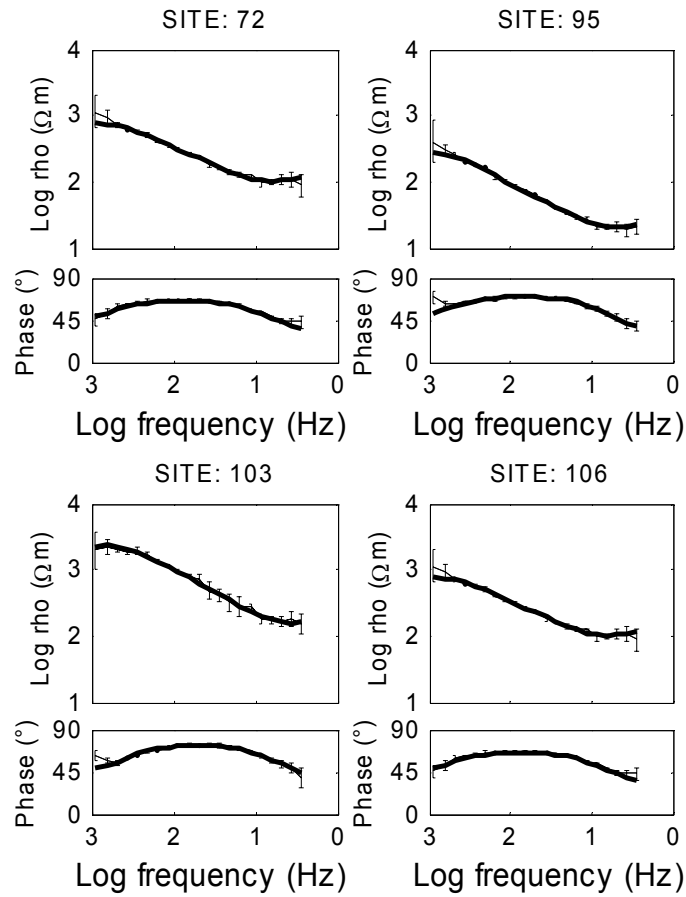 SITE: 72
4
3
2
1
Log rho (Ω m)
90
45
0
Phase (°)
3 2 1 0
Log frequency (Hz)
SITE: 95
4
3
2
1
Log rho (Ω m)
90
45
0
Phase (°)
3 2 1 0
Log frequency (Hz)
SITE: 103
4
3
2
1
Log rho (Ω m)
90
45
0
Phase (°)
3 2 1 0
Log frequency (Hz)
SITE: 106
4
3
2
1
Log rho (Ω m)
90
45
0
Phase (°)
3 2 1 0
Log frequency (Hz)